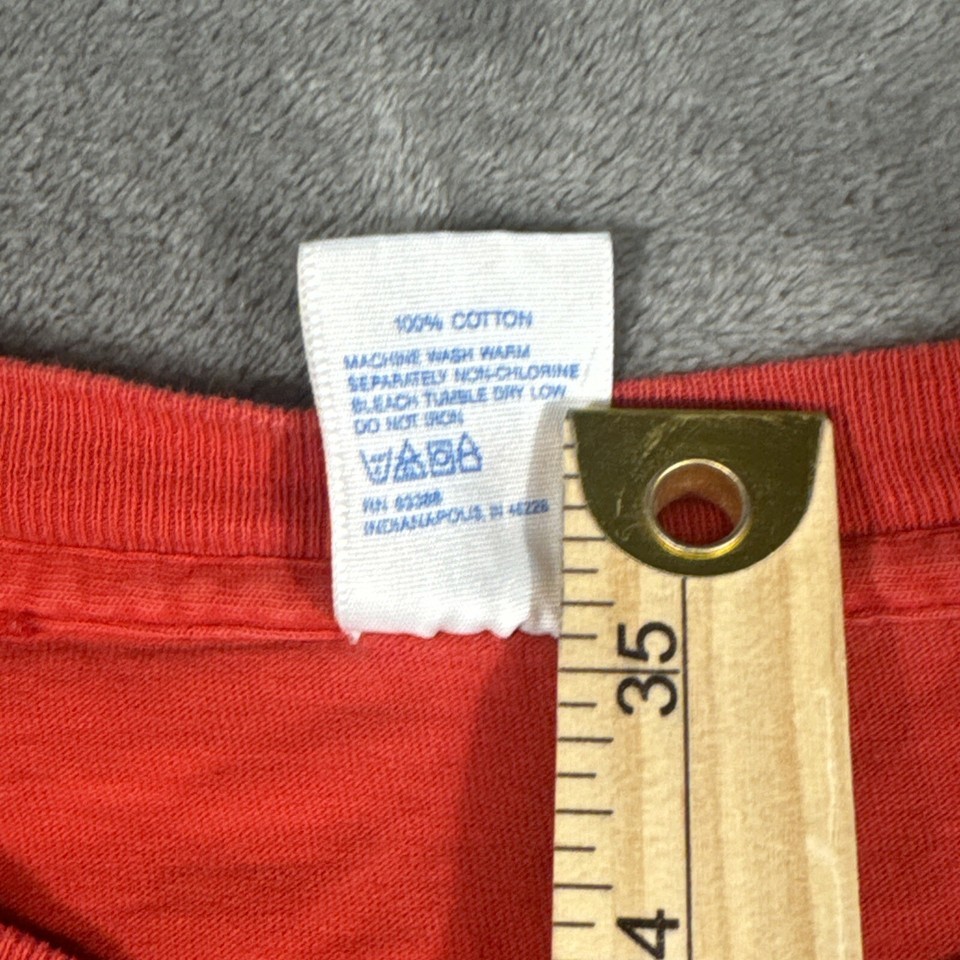 100% COTTON
MACHINE WASH WARM
SEPARATELY NON-CHLORINE
BLEACH TUMBLE DRY LOW
DO NOT IRON
RN 93388
INDIANAPOLIS, IN 46226
35
4